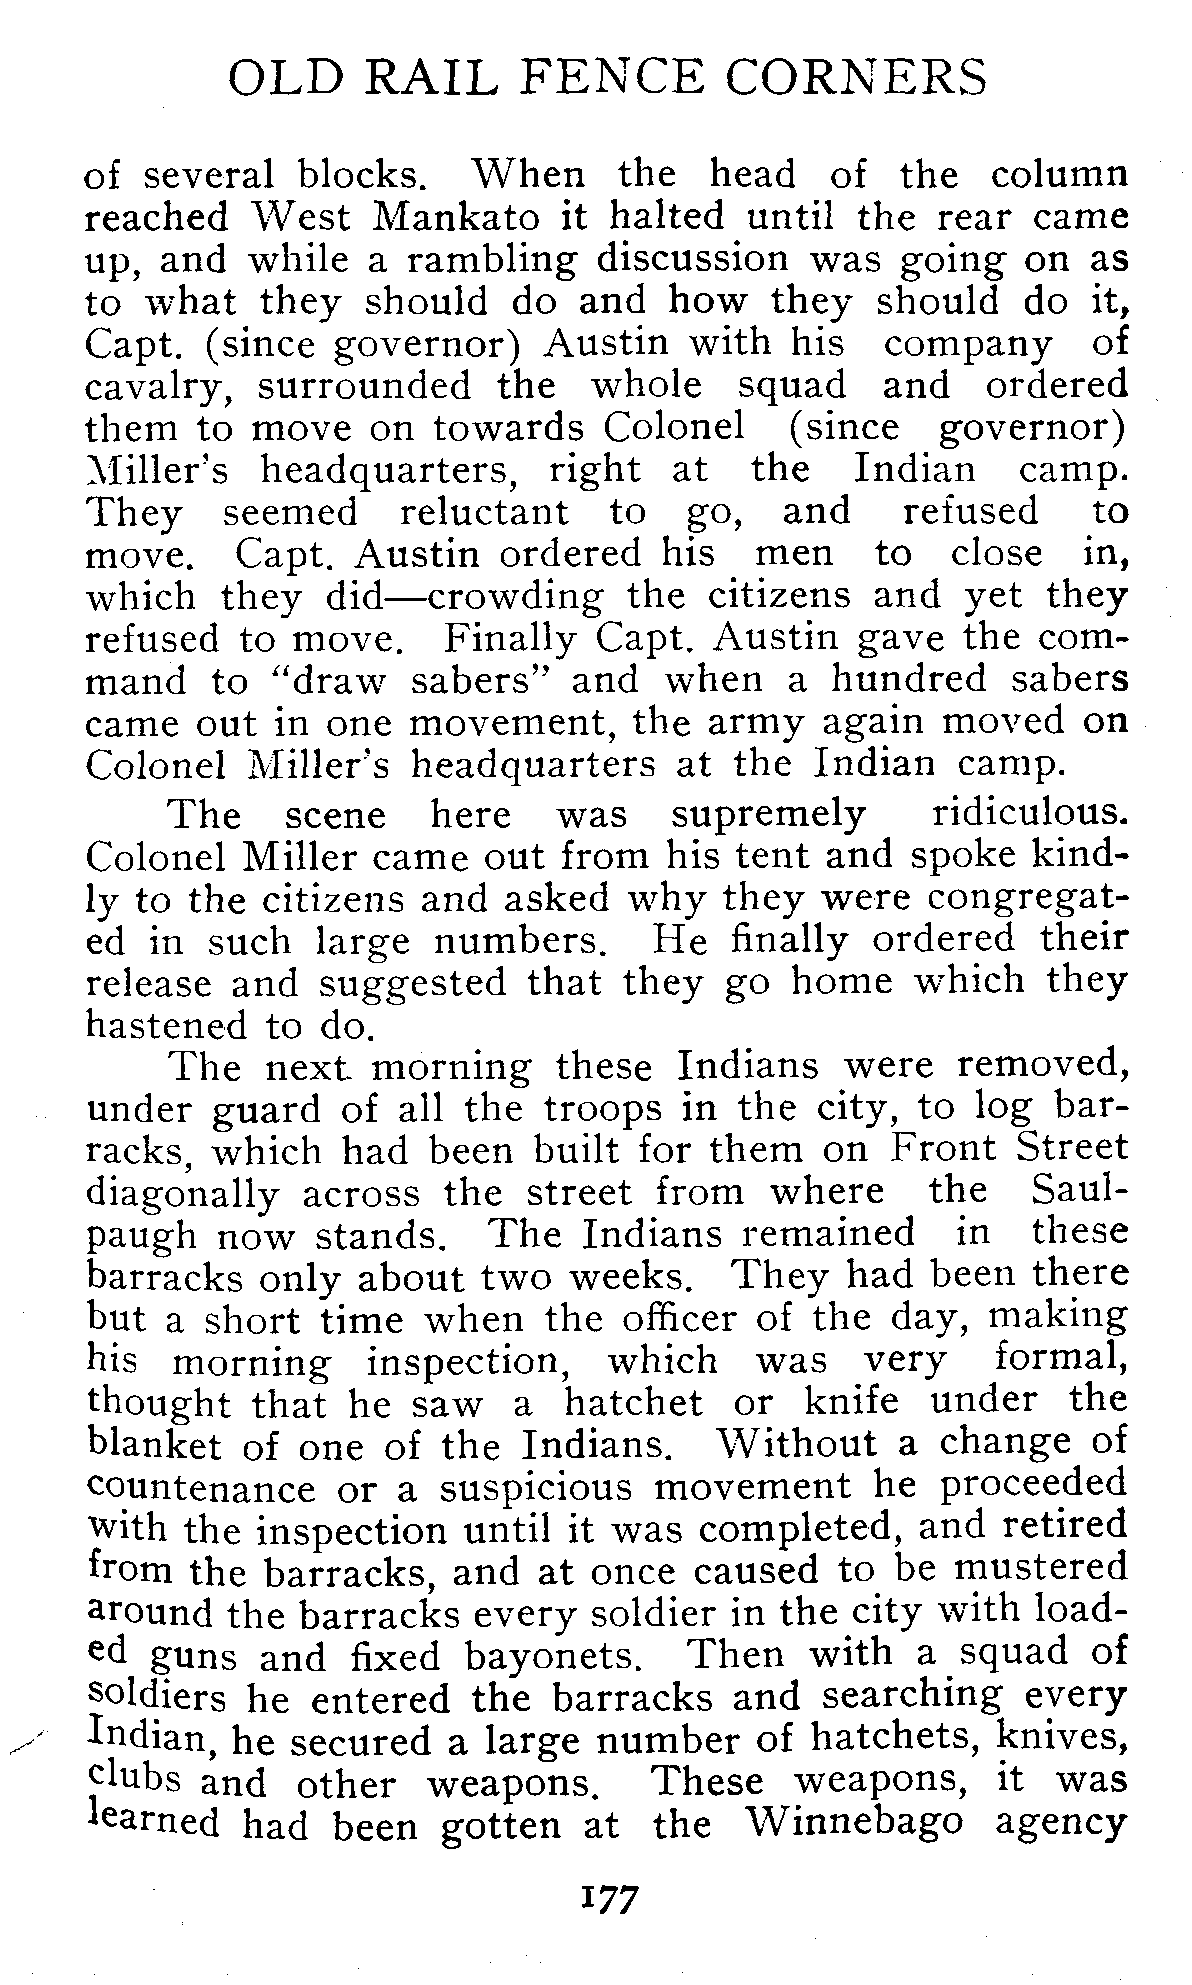 OLD RAIL FENCE CORNERS
of several blocks. When the head of the column
reached West Mankato it halted until the rear came
up, and while a rambling discussion was going on as
to what they should do and how they should do it,
Capt. (since governor) Austin with his company of
cavalry, surrounded the whole squad and ordered
them to move on towards Colonel (since governor)
Miller's headquarters, right at the Indian camp.
They seemed reluctant to go, and refused to
move. Capt. Austin ordered his men to close in,
which they did—crowding the citizens and yet they
refused to move. Finally Capt. Austin gave the com-
mand to "draw sabers" and when a hundred sabers
came out in one movement, the army again moved on
Colonel Miller's headquarters at the Indian camp.
The scene here was supremely ridiculous.
Colonel Miller came out from his tent and spoke kind-
ly to the citizens and asked why they were congregat-
ed in such large numbers. He finally ordered their
release and suggested that they go home which they
hastened to do.
The next morning these Indians were removed,
under guard of all the troops in the city, to log bar-
racks, which had been built for them on Front Street
diagonally across the street from where the Saul-
paugh now stands. The Indians remained in these
barracks only about two weeks. They had been there
but a short time when the officer of the day, making
his morning inspection, which was very formal,
thought that he saw a hatchet or knife under the
blanket of one of the Indians. Without a change of
countenance or a suspicious movement he proceeded
with the inspection until it was completed, and retired
from the barracks, and at once caused to be mustered
around the barracks every soldier in the city with load-
ed guns and fixed bayonets. Then with a squad of
soldiers he entered the barracks and searching every
Indian, he secured a large number of hatchets, knives,
clubs and other weapons. These weapons, it was
learned had been gotten at the Winnebago agency
177